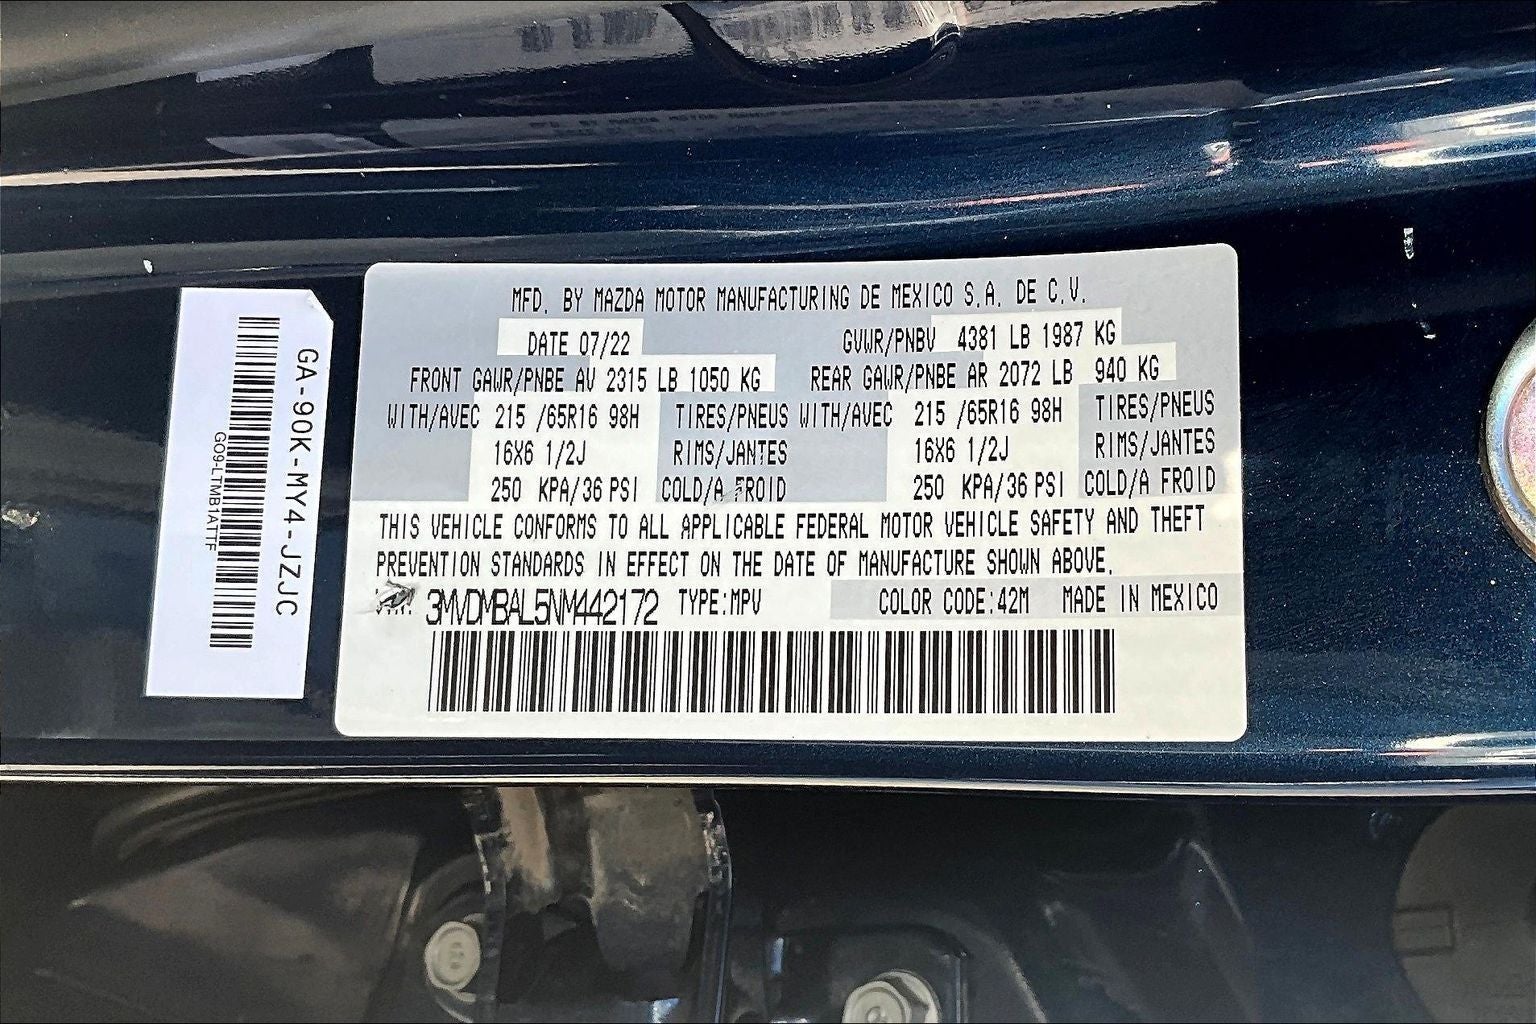 MFD. BY MAZDA MOTOR MANUFACTURING DE MEXICO S.A. DE C.V.
DATE 07/22 GVWR/PNBV 4381 LB 1987 KG
FRONT GAWR/PNBE AV 2315 LB 1050 KG REAR GAWR/PNBE AR 2072 LB 940 KG
WITH/AVEC 215 /65R16 98H TIRES/PNEUS WITH/AVEC 215 /65R16 98H TIRES/PNEUS
16X6 1/2J RIMS/JANTES 16X6 1/2J RIMS/JANTES
250 KPA/36 PSI COLD/A FROID 250 KPA/36 PSI COLD/A FROID
THIS VEHICLE CONFORMS TO ALL APPLICABLE FEDERAL MOTOR VEHICLE SAFETY AND THEFT
PREVENTION STANDARDS IN EFFECT ON THE DATE OF MANUFACTURE SHOWN ABOVE.
3MVDMBAL5NM442172 TYPE:MPV COLOR CODE:42M MADE IN MEXICO
GA-90K-MY4-JZJC
GO9-LTMB1ATTF